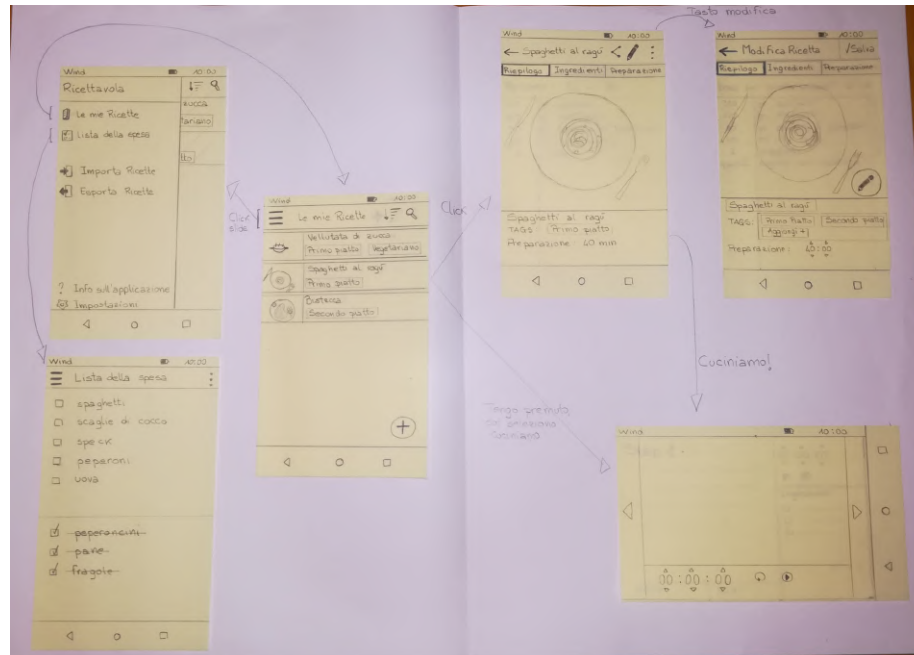 Tasto modifica
Wind 10:00
Ricettavola
Le mie Ricette
Lista della spesa
Importa Ricette
Esporta Ricette
? Info sull'applicazione
Impostazioni
zucca
Wind 10:00
Lista della spesa
spaghetti
scaglie di cocco
speck
peperoni
uova
peperoncini
pane
fragole
Wind 10:00
Le mie Ricette
Vellutata di zucca
Primo piatto Vegetariano
Spaghetti al ragù
Primo piatto
Bistecca
Secondo piatto
+
Click
Wind 10:00
Spaghetti al ragù
Riepilogo Ingredienti Preparazione
Spaghetti al ragù
TAGS: Primo piatto
Preparazione: 40 min
Wind 10:00
Modifica Ricetta /Salva
Riepilogo Ingredienti Preparazione
Spaghetti al ragù
TAGS: Primo Piatto Secondo piatto
Aggiungi +
Preparazione:
Cuciniamo!
Tengo premuto
Wind 10:00
00:00:00